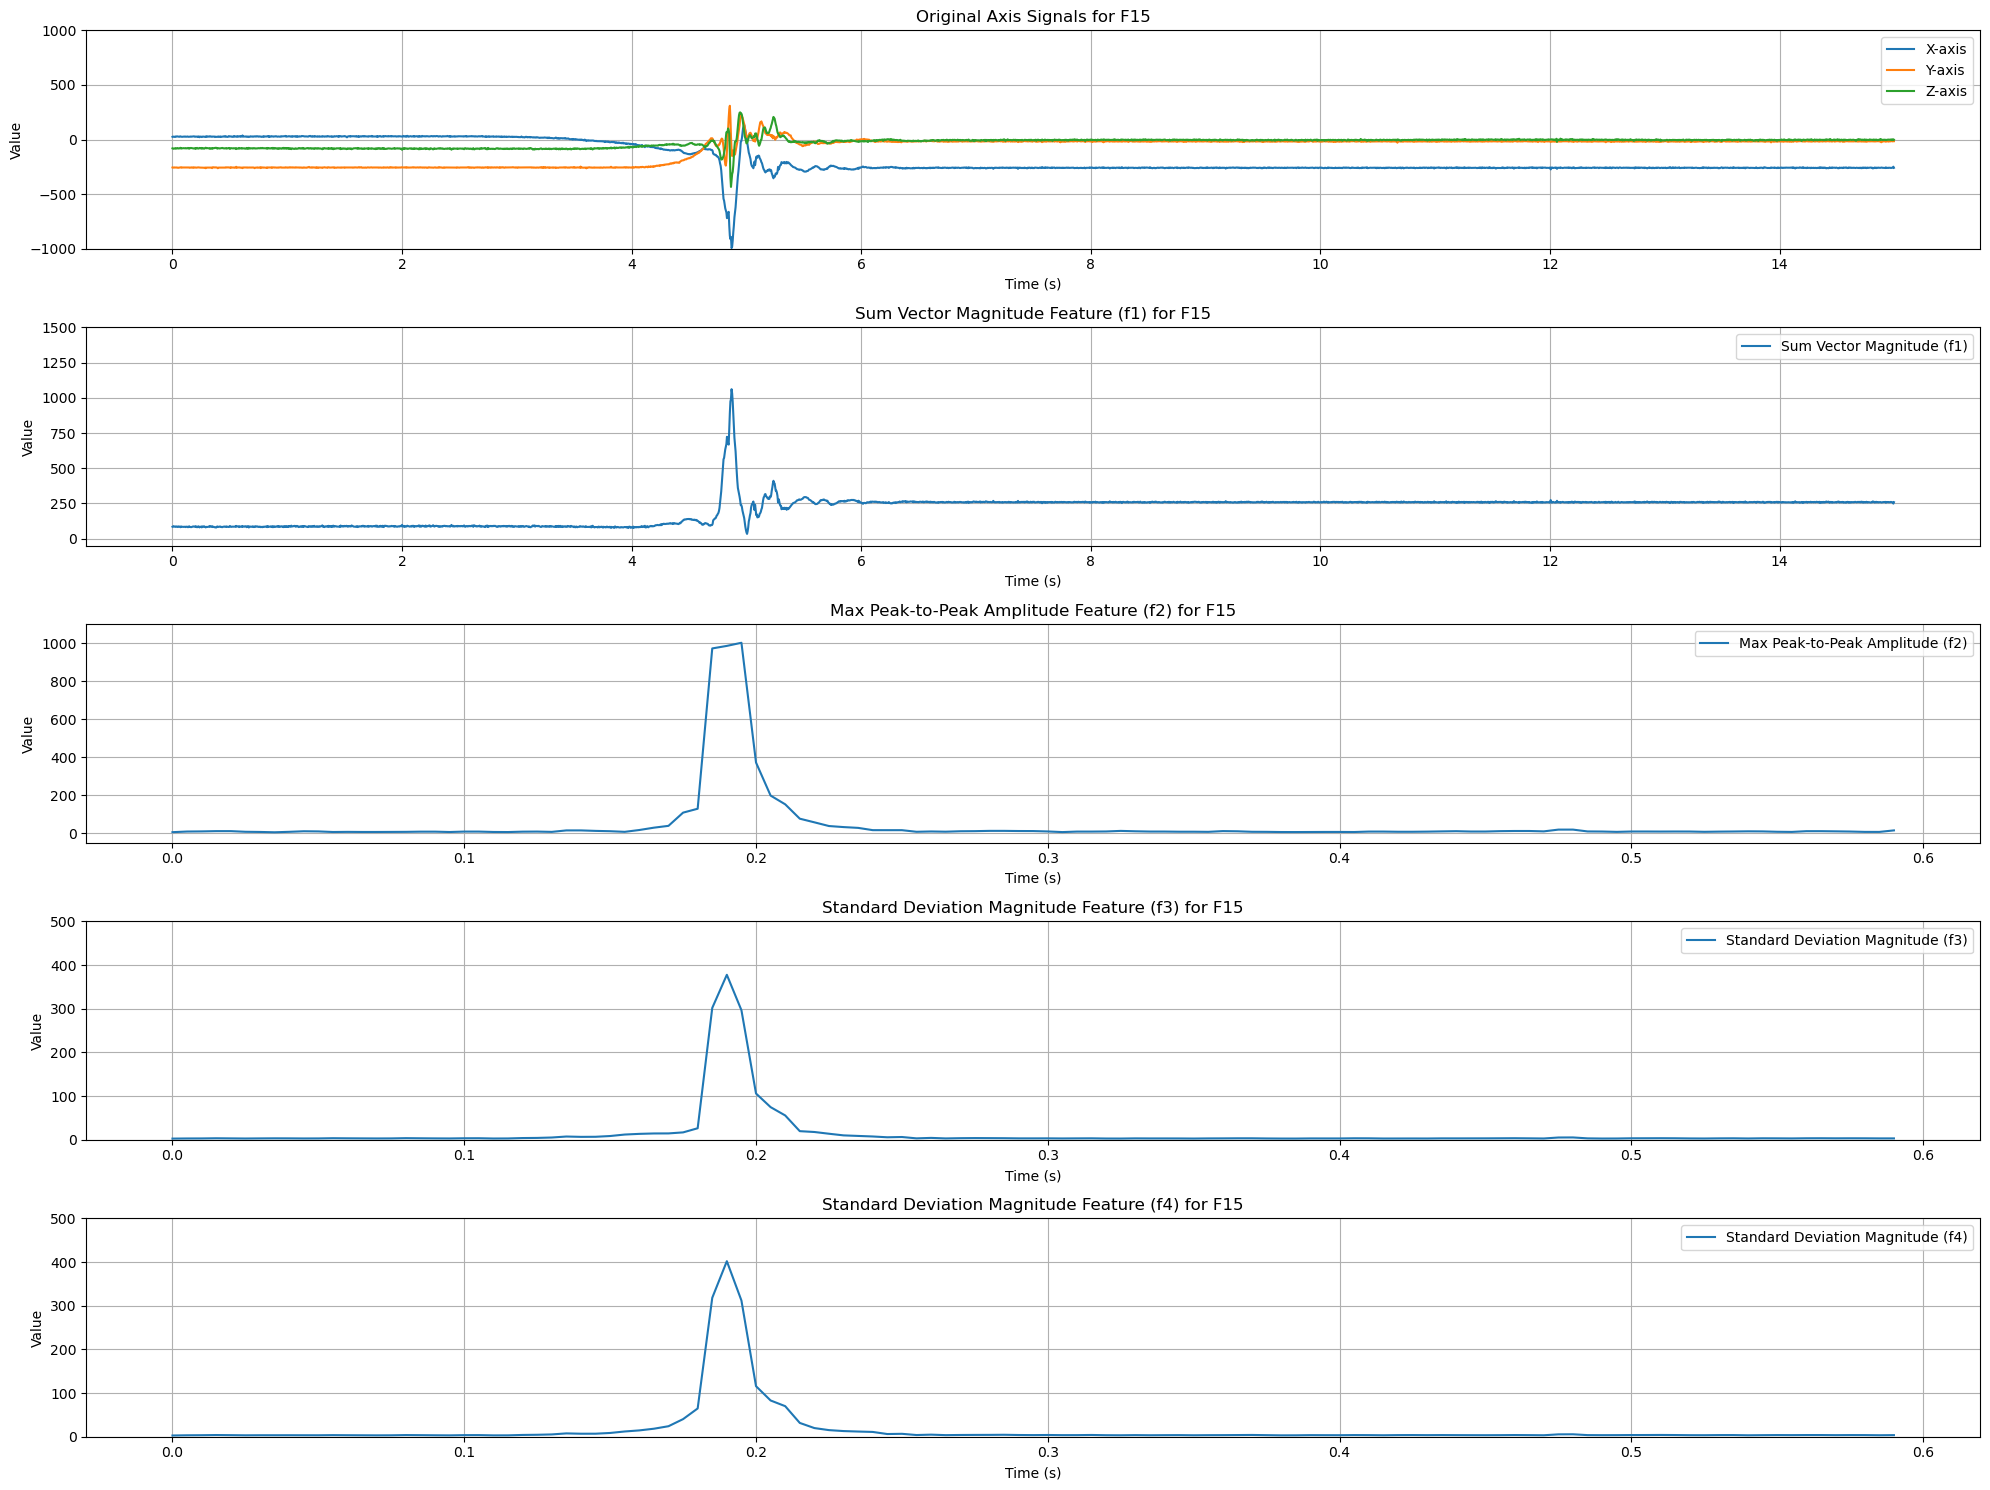 Original Axis Signals for F15
1000
500
0
−500
−1000
Value
X-axis
Y-axis
Z-axis
0 2 4 6 8 10 12 14
Time (s)
Sum Vector Magnitude Feature (f1) for F15
1500
1250
1000
750
500
250
0
Value
Sum Vector Magnitude (f1)
0 2 4 6 8 10 12 14
Time (s)
Max Peak-to-Peak Amplitude Feature (f2) for F15
1000
800
600
400
200
0
Value
Max Peak-to-Peak Amplitude (f2)
0.0 0.1 0.2 0.3 0.4 0.5 0.6
Time (s)
Standard Deviation Magnitude Feature (f3) for F15
500
400
300
200
100
0
Value
Standard Deviation Magnitude (f3)
0.0 0.1 0.2 0.3 0.4 0.5 0.6
Time (s)
Standard Deviation Magnitude Feature (f4) for F15
500
400
300
200
100
0
Value
Standard Deviation Magnitude (f4)
0.0 0.1 0.2 0.3 0.4 0.5 0.6
Time (s)